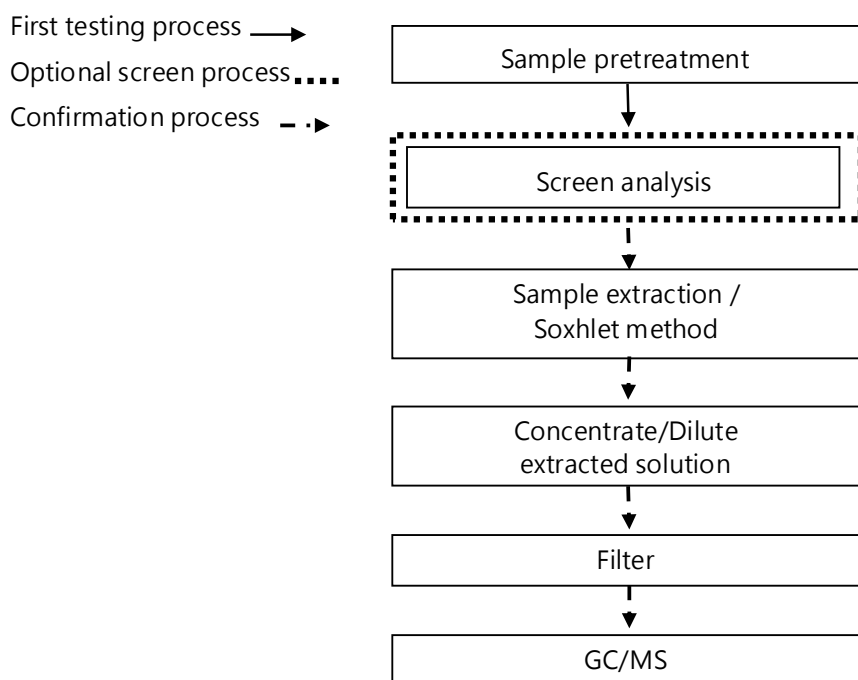 First testing process
Optional screen process
Confirmation process
Sample pretreatment
Screen analysis
Sample extraction /
Soxhlet method
Concentrate/Dilute
extracted solution
Filter
GC/MS